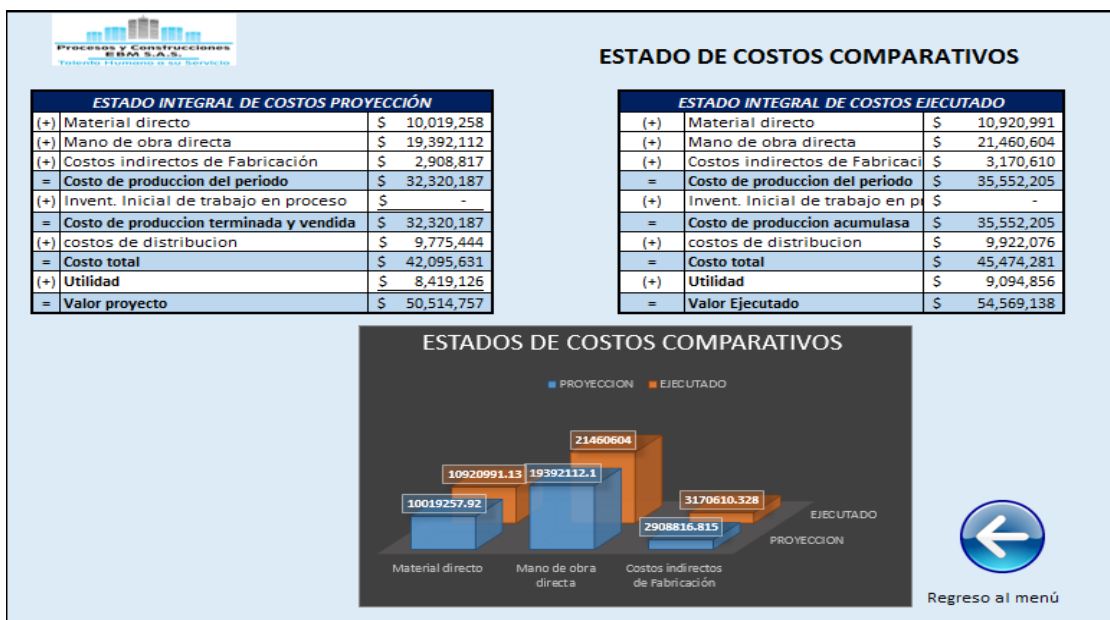 Procesos y Construcciones
EBM S.A.S.
Talento Humano a su Servicio
ESTADO DE COSTOS COMPARATIVOS
ESTADO INTEGRAL DE COSTOS PROYECCIÓN
(+) Material directo $ 10,019,258
(+) Mano de obra directa $ 19,392,112
(+) Costos indirectos de Fabricación $ 2,908,817
= Costo de produccion del periodo $ 32,320,187
(+) Invent. Inicial de trabajo en proceso $ -
= Costo de produccion terminada y vendida $ 32,320,187
(+) costos de distribucion $ 9,775,444
= Costo total $ 42,095,631
(+) Utilidad $ 8,419,126
= Valor proyecto $ 50,514,757
ESTADO INTEGRAL DE COSTOS EJECUTADO
(+) Material directo $ 10,920,991
(+) Mano de obra directa $ 21,460,604
(+) Costos indirectos de Fabricaci $ 3,170,610
= Costo de produccion del periodo $ 35,552,205
(+) Invent. Inicial de trabajo en p $ -
= Costo de produccion acumulasa $ 35,552,205
(+) costos de distribucion $ 9,922,076
= Costo total $ 45,474,281
(+) Utilidad $ 9,094,856
= Valor Ejecutado $ 54,569,138
ESTADOS DE COSTOS COMPARATIVOS
PROYECCION EJECUTADO
21460604
10920991.13 19392112.1
10019257.92
3170610.328
2908816.815
EJECUTADO
PROYECCION
Material directo
Mano de obra
directa
Costos indirectos
de Fabricación
Regreso al menú